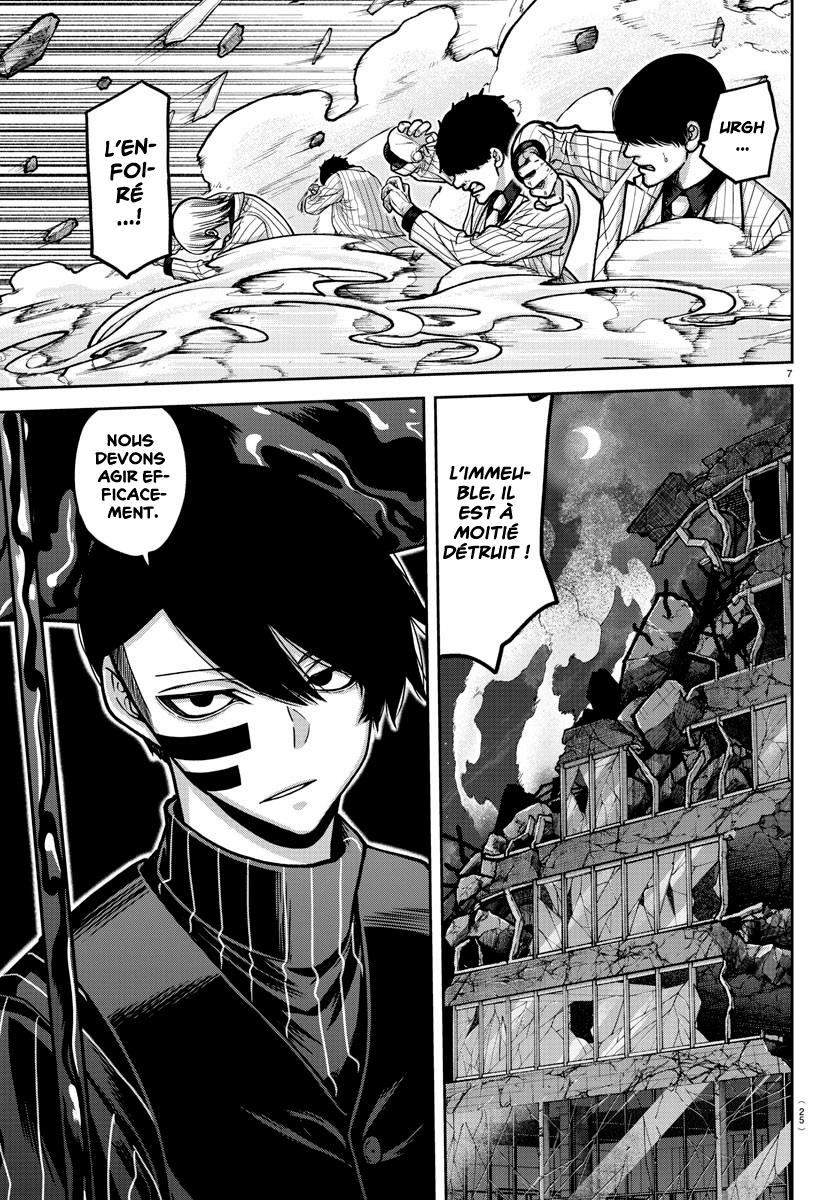 URGH
...
L'EN-
FOI-
RÉ
...!
7
L'IMMEU-
BLE, IL
EST À
MOITIÉ
DÉTRUIT !
NOUS
DEVONS
AGIR EF-
FICACE-
MENT.
(25)